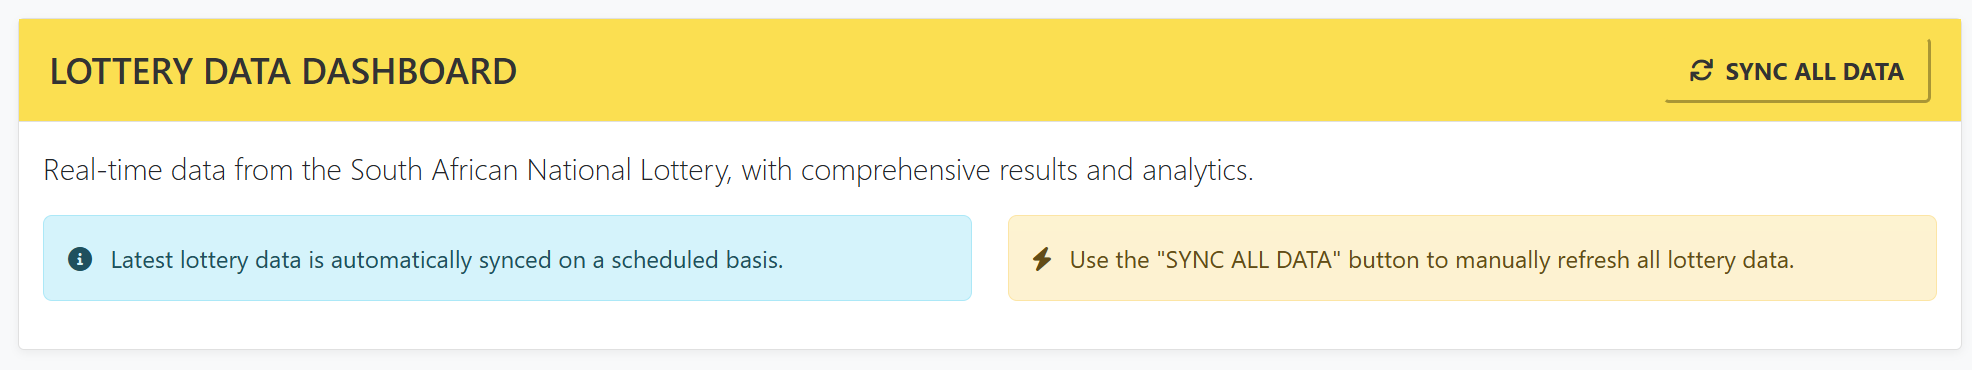 LOTTERY DATA DASHBOARD
SYNC ALL DATA
Real-time data from the South African National Lottery, with comprehensive results and analytics.
Latest lottery data is automatically synced on a scheduled basis.
Use the "SYNC ALL DATA" button to manually refresh all lottery data.